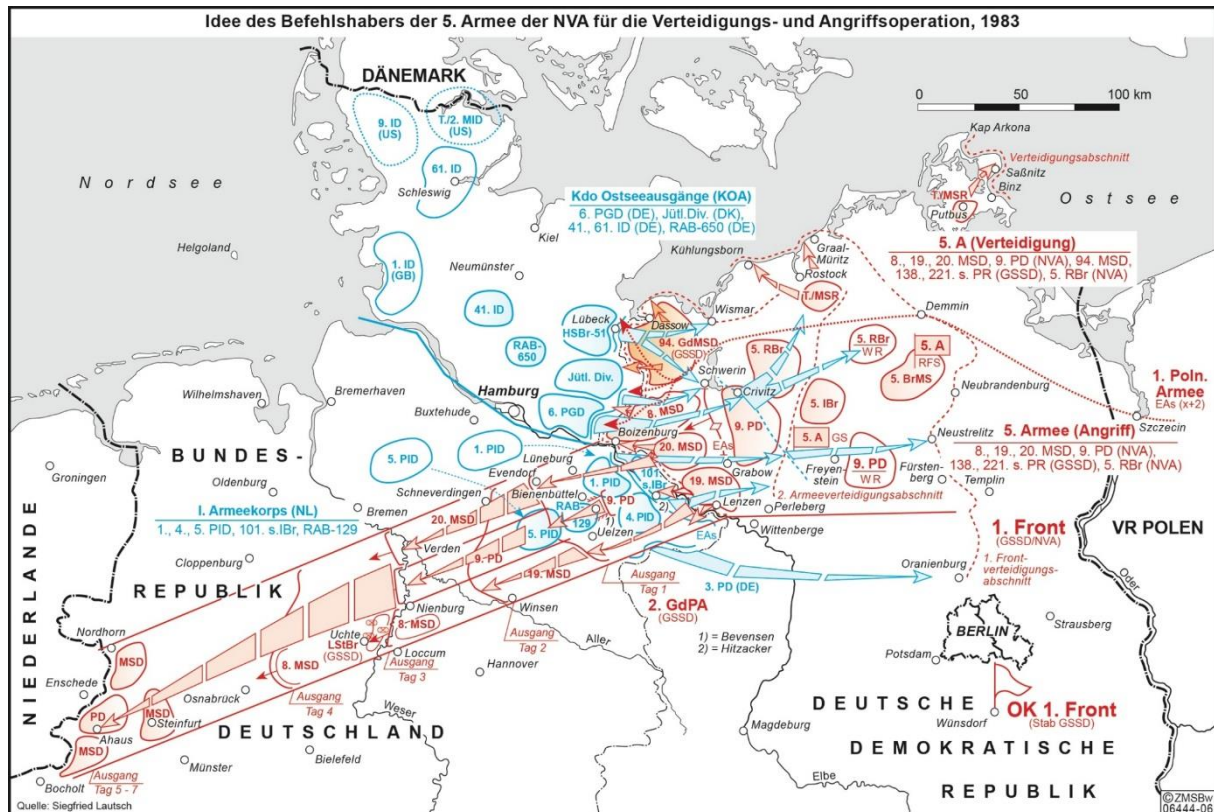 Idee des Befehlshabers der 5. Armee der NVA für die Verteidigungs- und Angriffsoperation, 1983
DÄNEMARK
0 50 100 km
9. ID
(US)
T./2. MID
(US)
61. ID
Schleswig
Kap Arkona
Verteidigungsabschnitt
Saßnitz
Binz
T./MSR
Putbus
Nordsee
Ostsee
Helgoland
Kiel
Kdo Ostseeausgänge (KOA)
6. PGD (DE), Jütl.Div. (DK)
41., 61. ID (DE), RAB-650 (DE)
1. ID
(GB)
Neumünster
41. ID
Kühlungsborn
Graal-
Müritz
Rostock
T./MSR
5. A (Verteidigung)
8., 19., 20. MSD, 9. PD (NVA), 94. MSD,
138., 221. s. PR (GSSD), 5. RBr (NVA)
Lübeck
HSBr-51
Dassow
Wismar
94. GdMSD
(GSSD)
Demmin
RAB-
650
Jütl. Div.
Schwerin
5. RBr
5. RBr
WR
5. A
RFS
5. BrMS
Crivitz
Neubrandenburg
1. Poln.
Armee
EAs (x+2)
Szczecin
Wilhelmshaven
Bremerhaven
Hamburg
Buxtehude
6. PGD
8. MSD
Boizenburg
9. PD
5. IBr
5. A
GS
Neustrelitz
5. Armee (Angriff)
8., 19., 20. MSD, 9. PD (NVA),
138., 221. s. PR (GSSD), 5. RBr (NVA)
Groningen
BUNDES-
Oldenburg
5. PID
1. PID
Lüneburg
Evendorf
20. MSD
EAs
Grabow
Freyen-
stein
9. PD
WR
Fürsten-
berg
Templin
1. PID
101.
s.IBr
19. MSD
Lenzen
Perleberg
2. Armeeverteidigungsabschnitt
Schneverdingen
Bienenbüttel
RAB-
129
9. PD
1)
2)
4. PID
Wittenberge
I. Armeekorps (NL)
1., 4., 5. PID, 101. s.IBr, RAB-129
Bremen
20. MSD
5. PID
Uelzen
EAs
1. Front
(GSSD/NVA)
1. Front-
verteidigungs-
abschnitt
VR POLEN
Oder
Verden
9. PD
19. MSD
Cloppenburg
REPUBLIK
Ausgang
Tag 1
3. PD (DE)
Oranienburg
NIEDERLANDE
Nordhorn
Nienburg
8. MSD
Winsen
2. GdPA
(GSSD)
Aller
1) = Bevensen
2) = Hitzacker
Strausberg
BERLIN
Uchte
LStBr
(GSSD)
Loccum
Ausgang
Tag 2
Potsdam
MSD
Enschede
8. MSD
Ausgang
Tag 3
Hannover
Osnabrück
Ausgang
Tag 4
PD
Ahaus
MSD
Steinfurt
Weser
DEUTSCHE
OK 1. Front
(Stab GSSD)
Wünsdorf
MSD
DEUTSCHLAND
Magdeburg
DEMOKRATISCHE
Münster
Bielefeld
Bocholt
Ausgang
Tag 5 - 7
Elbe
REPUBLIK
Quelle: Siegfried Lautsch
©ZMSBw
06444-06